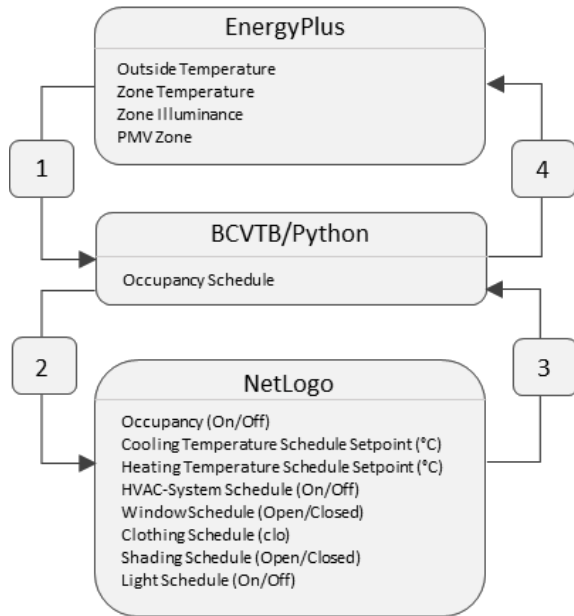 EnergyPlus
Outside Temperature
Zone Temperature
Zone Illuminance
PMV Zone
1
4
BCVTB/Python
Occupancy Schedule
2
3
NetLogo
Occupancy (On/Off)
Cooling Temperature Schedule Setpoint (°C)
Heating Temperature Schedule Setpoint (°C)
HVAC-System Schedule (On/Off)
Window Schedule (Open/Closed)
Clothing Schedule (clo)
Shading Schedule (Open/Closed)
Light Schedule (On/Off)